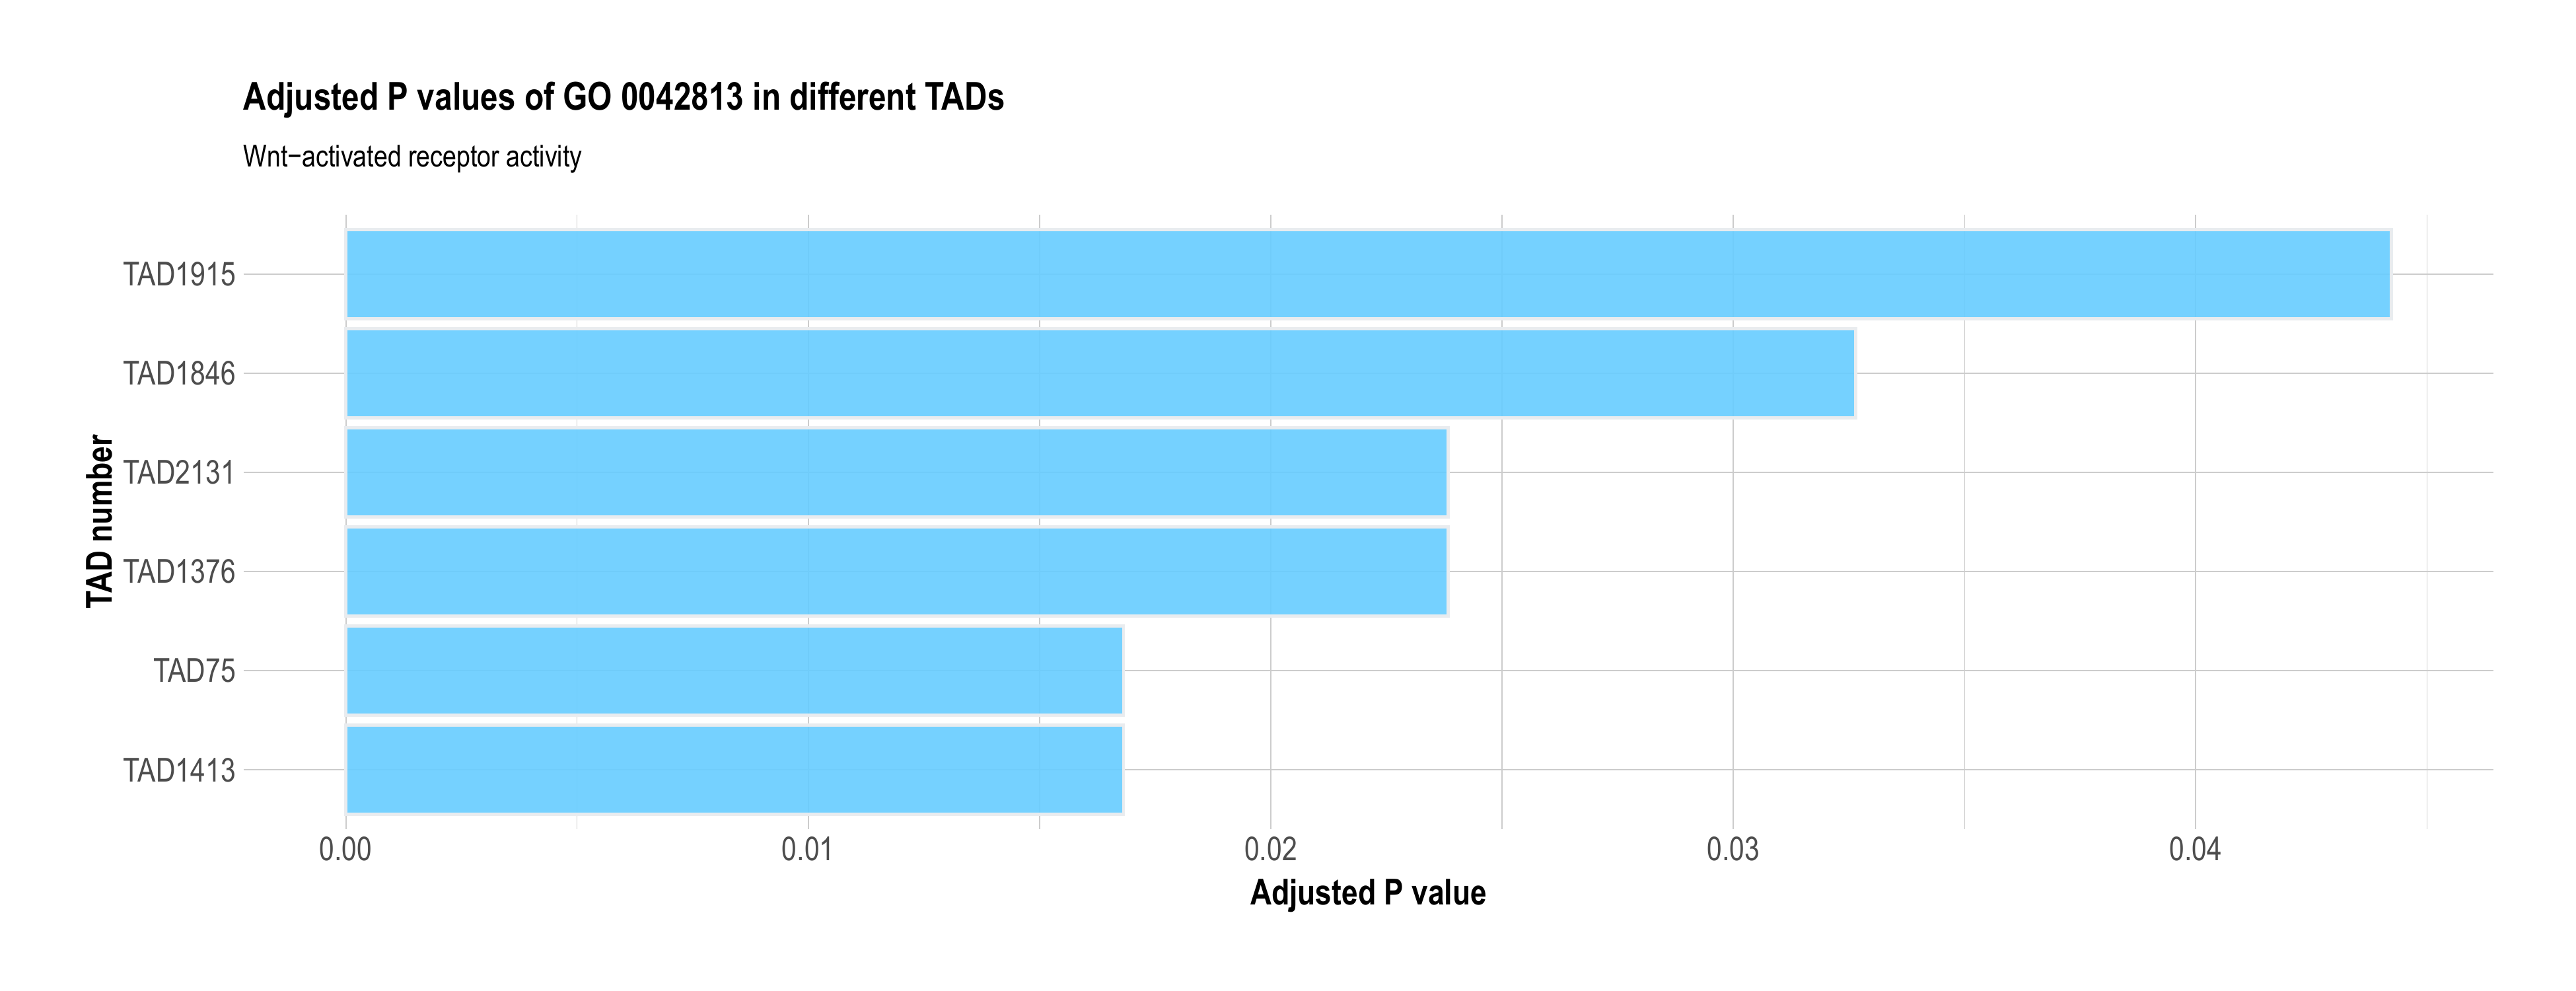 Adjusted P values of GO 0042813 in different TADs
Wnt−activated receptor activity
TAD number
TAD1915
TAD1846
TAD2131
TAD1376
TAD75
TAD1413
0.00 0.01 0.02 0.03 0.04
Adjusted P value